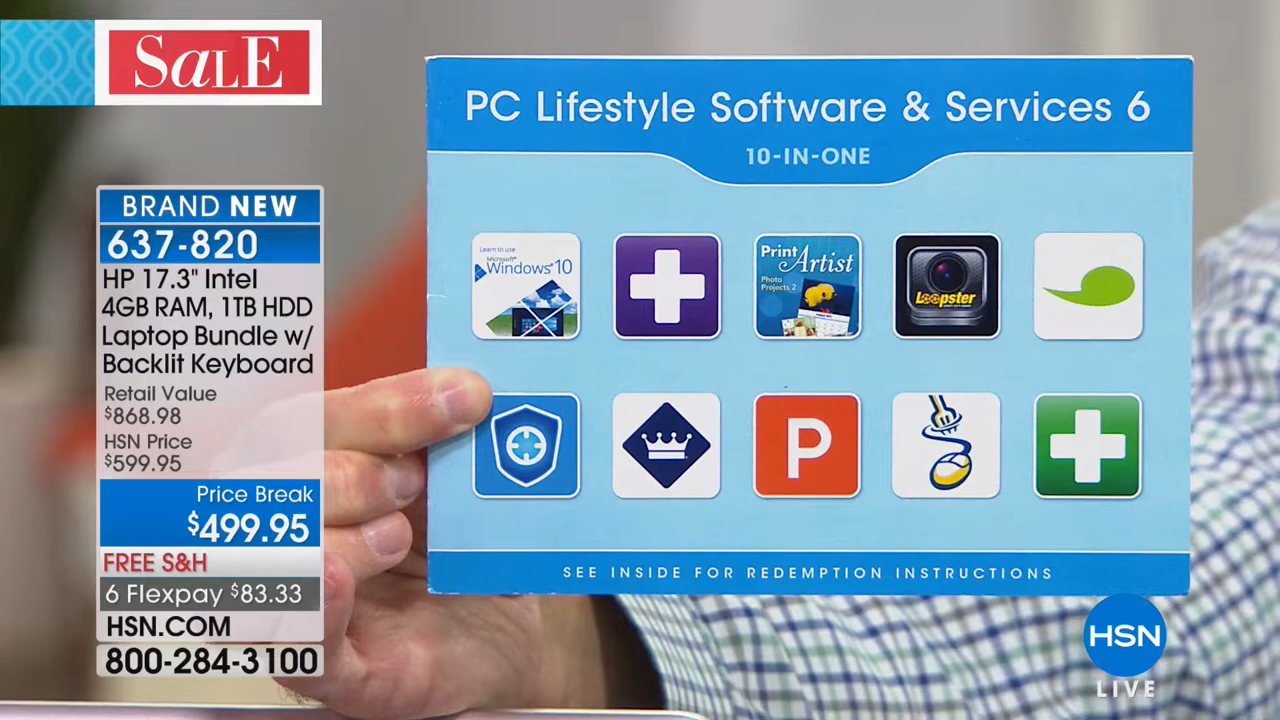 SALE
BRAND NEW
637-820
HP 17.3" Intel
4GB RAM, 1TB HDD
Laptop Bundle w/
Backlit Keyboard
Retail Value
$868.98
HSN Price
$599.95
Price Break
$499.95
FREE S&H
6 Flexpay $83.33
HSN.COM
800-284-3100
PC Lifestyle Software & Services 6
10-IN-ONE
Learn to use
Microsoft
Windows 10
Print
Artist
Photo
Projects 2
Loopster
P
SEE INSIDE FOR REDEMPTION INSTRUCTIONS
HSN
LIVE